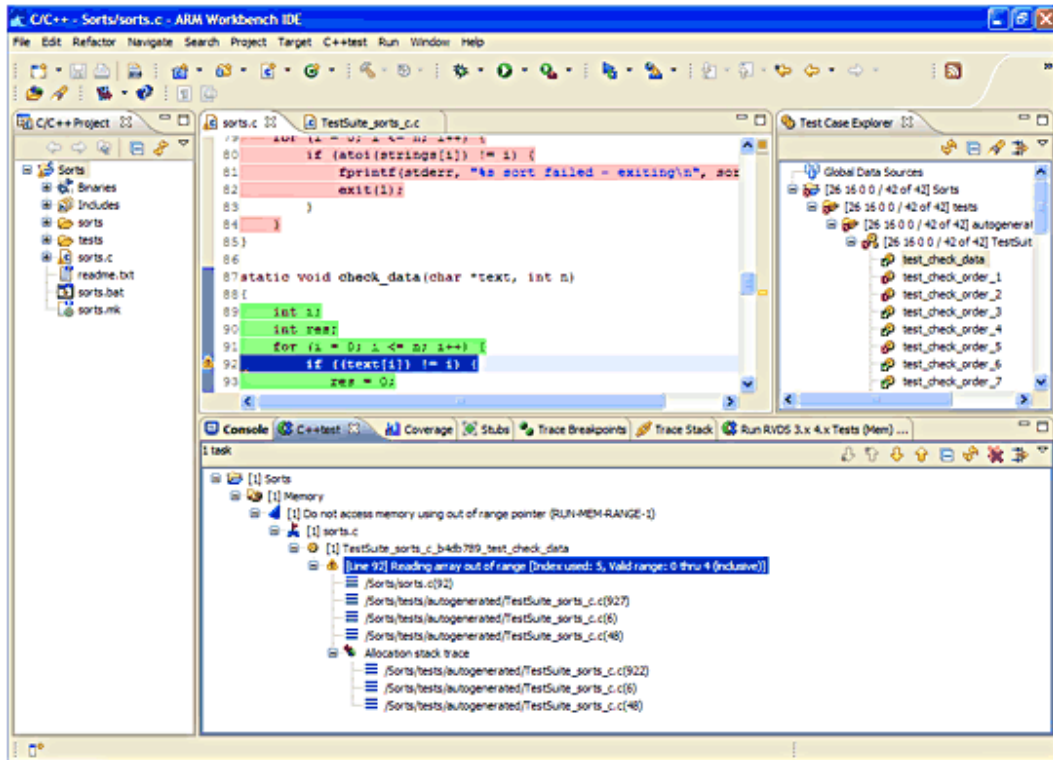 C/C++ - Sorts/sorts.c - ARM Workbench IDE
File Edit Refactor Navigate Search Project Target C++test Run Window Help
C/C++ Project
Sorts
Binaries
Includes
sorts
tests
sorts.c
readme.txt
sorts.bat
sorts.mk
sorts.c TestSuite_sorts_c.c
79 for (i = 0; i <= n; i++) {
80 if (atoi(strings[i]) != i) {
81 fprintf(stderr, "%s sort failed - exiting\n", sor
82 exit(1);
83 }
84 }
85 }
86
87 static void check_data(char *text, int n)
88 {
89 int i;
90 int res;
91 for (i = 0; i <= n; i++) {
92 if ((text[i]) != i) {
93 res = 0;
Test Case Explorer
Global Data Sources
[26 16 0 0 / 42 of 42] Sorts
[26 16 0 0 / 42 of 42] tests
[26 16 0 0 / 42 of 42] autogenerat
[26 16 0 0 / 42 of 42] TestSuit
test_check_data
test_check_order_1
test_check_order_2
test_check_order_3
test_check_order_4
test_check_order_5
test_check_order_6
test_check_order_7
Console C++test Coverage Stubs Trace Breakpoints Trace Stack Run RVDS 3.x 4.x Tests (Mem) ...
1 task
[1] Sorts
[1] Memory
[1] Do not access memory using out of range pointer (RUN-MEM-RANGE-1)
[1] sorts.c
[1] TestSuite_sorts_c_b4db789_test_check_data
[Line 92] Reading array out of range [Index used: 5, Valid range: 0 thru 4 (inclusive)]
/Sorts/sorts.c(92)
/Sorts/tests/autogenerated/TestSuite_sorts_c.c(927)
/Sorts/tests/autogenerated/TestSuite_sorts_c.c(6)
/Sorts/tests/autogenerated/TestSuite_sorts_c.c(48)
Allocation stack trace
/Sorts/tests/autogenerated/TestSuite_sorts_c.c(922)
/Sorts/tests/autogenerated/TestSuite_sorts_c.c(6)
/Sorts/tests/autogenerated/TestSuite_sorts_c.c(48)